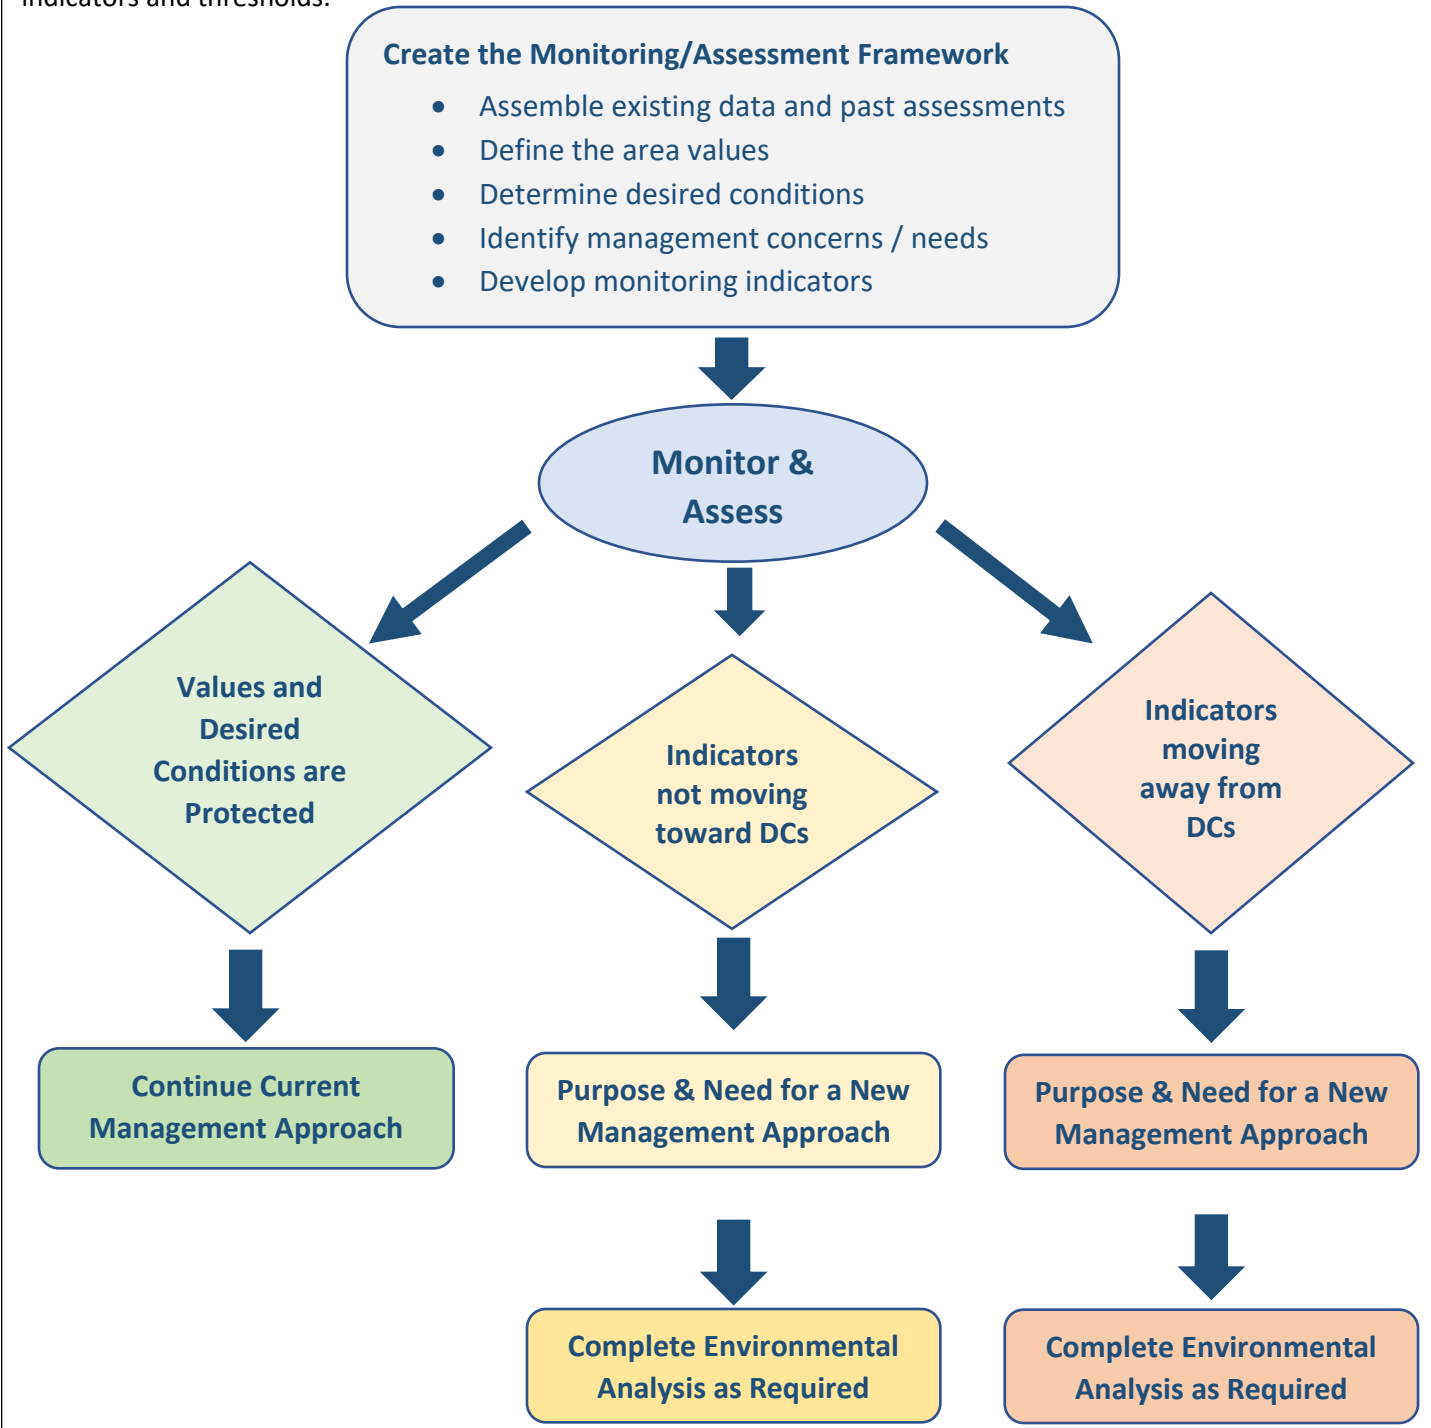 indicators and thresholds.
Create the Monitoring/Assessment Framework
• Assemble existing data and past assessments
• Define the area values
• Determine desired conditions
• Identify management concerns / needs
• Develop monitoring indicators
Monitor &
Assess
Values and
Desired
Conditions are
Protected
Indicators
not moving
toward DCs
Indicators
moving
away from
DCs
Continue Current
Management Approach
Purpose & Need for a New
Management Approach
Purpose & Need for a New
Management Approach
Complete Environmental
Analysis as Required
Complete Environmental
Analysis as Required